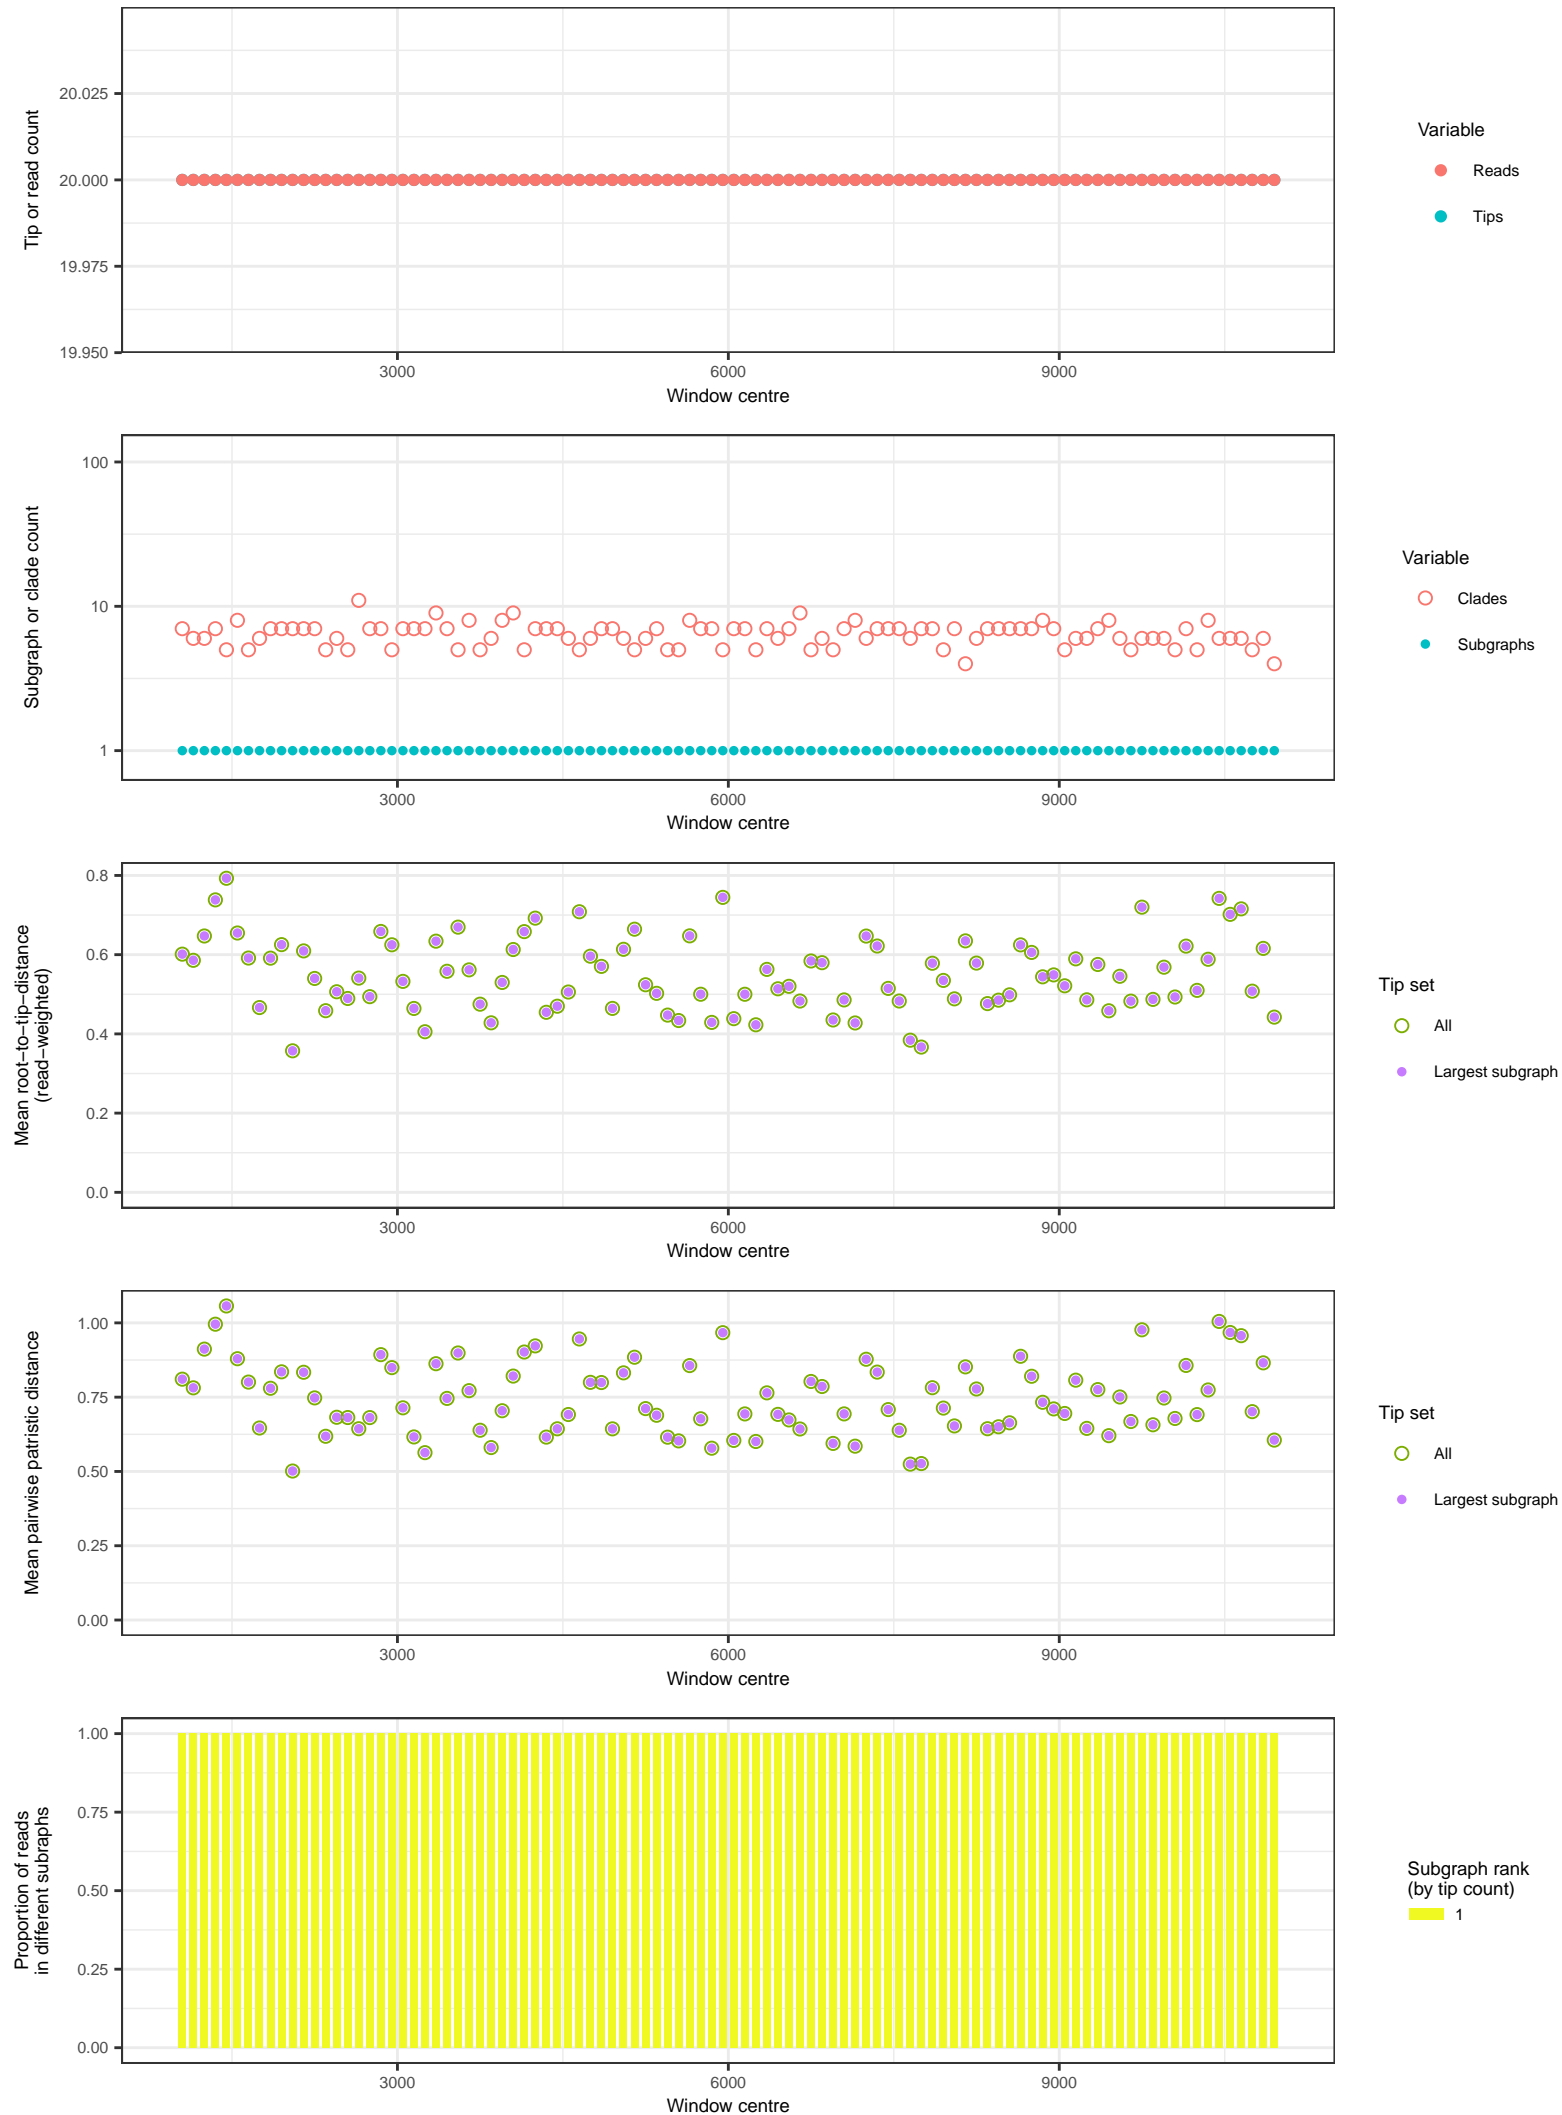 Tip or read count
20.025
20.000
19.975
19.950
3000 6000 9000
Window centre
Variable
Reads
Tips
Subgraph or clade count
100
10
1
3000 6000 9000
Window centre
Variable
Clades
Subgraphs
Mean root−to−tip−distance
(read−weighted)
0.8
0.6
0.4
0.2
0.0
3000 6000 9000
Window centre
Tip set
All
Largest subgraph
Mean pairwise patristic distance
1.00
0.75
0.50
0.25
0.00
3000 6000 9000
Window centre
Tip set
All
Largest subgraph
Proportion of reads
in different subraphs
1.00
0.75
0.50
0.25
0.00
3000 6000 9000
Window centre
Subgraph rank
(by tip count)
1